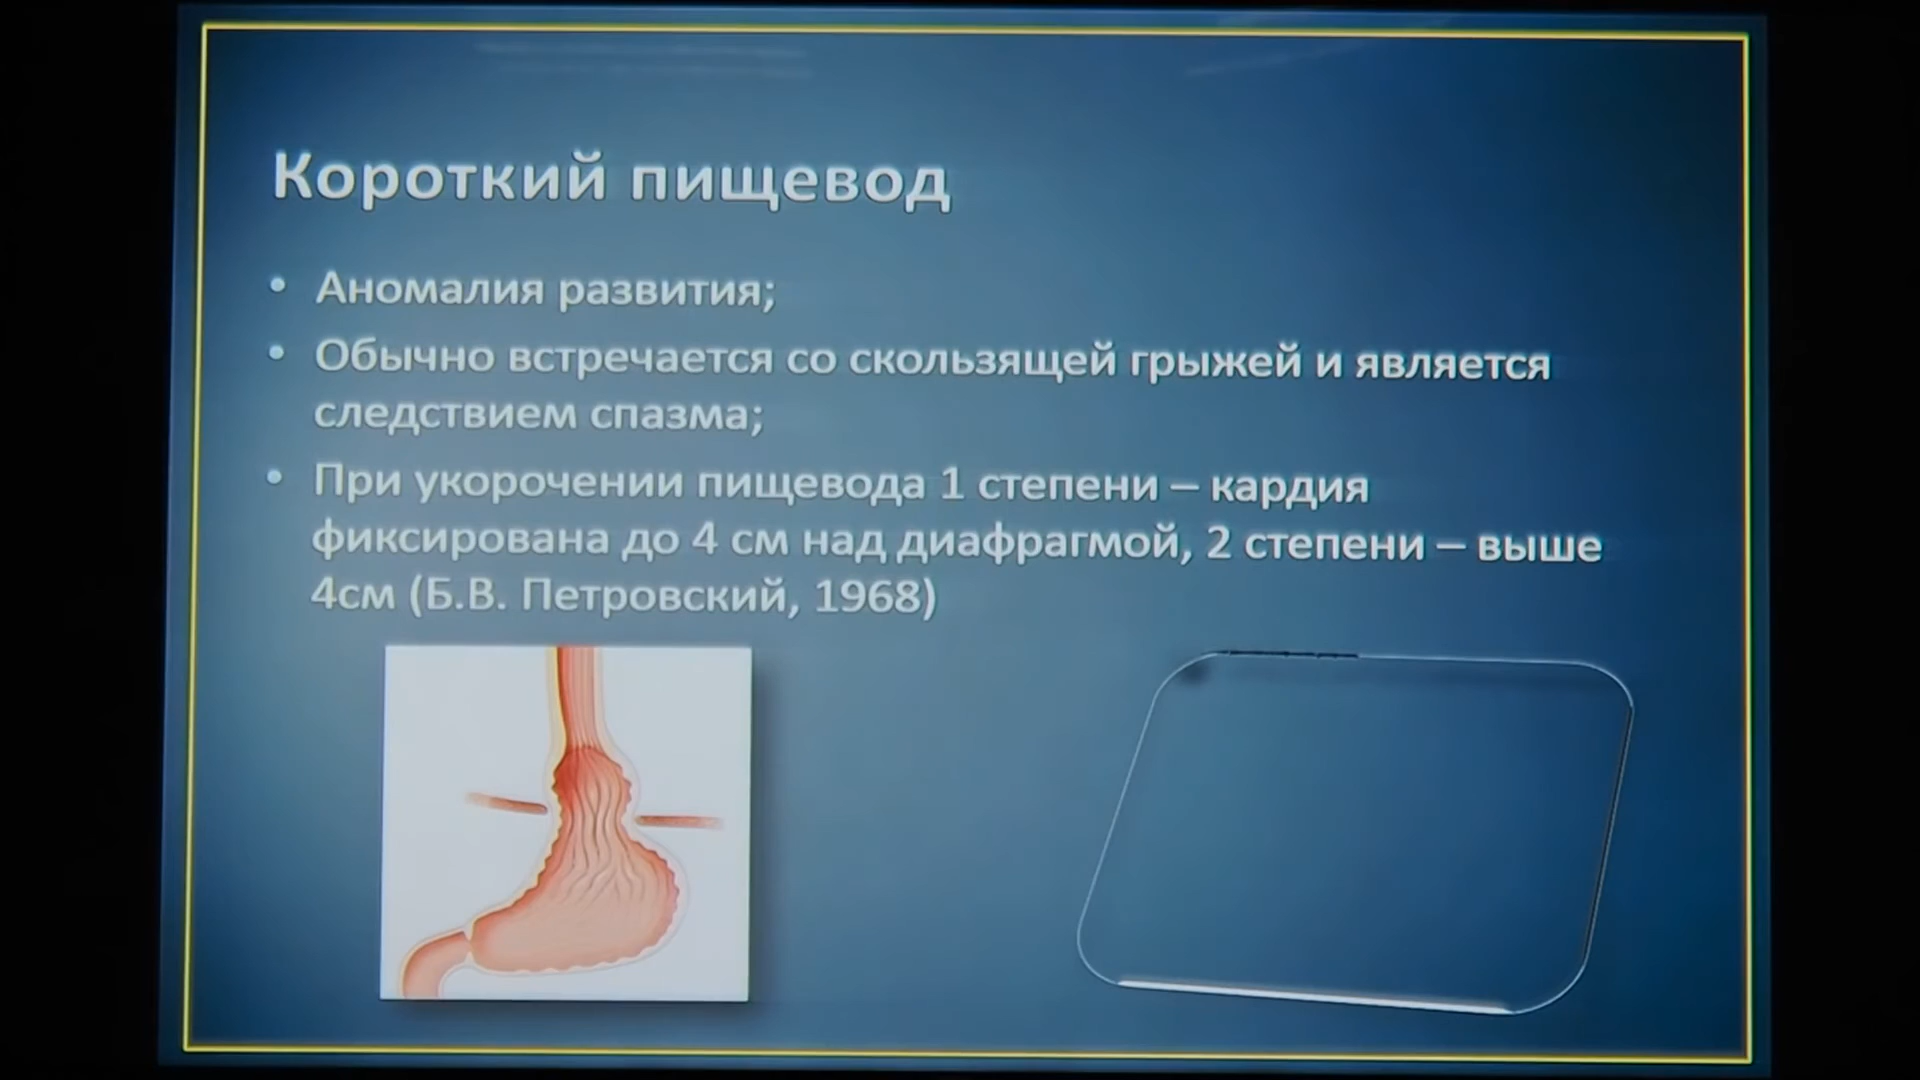 Короткий пищевод
• Аномалия развития;
• Обычно встречается со скользящей грыжей и является
следствием спазма;
• При укорочении пищевода 1 степени – кардия
фиксирована до 4 см над диафрагмой, 2 степени – выше
4см (Б.В. Петровский, 1968)